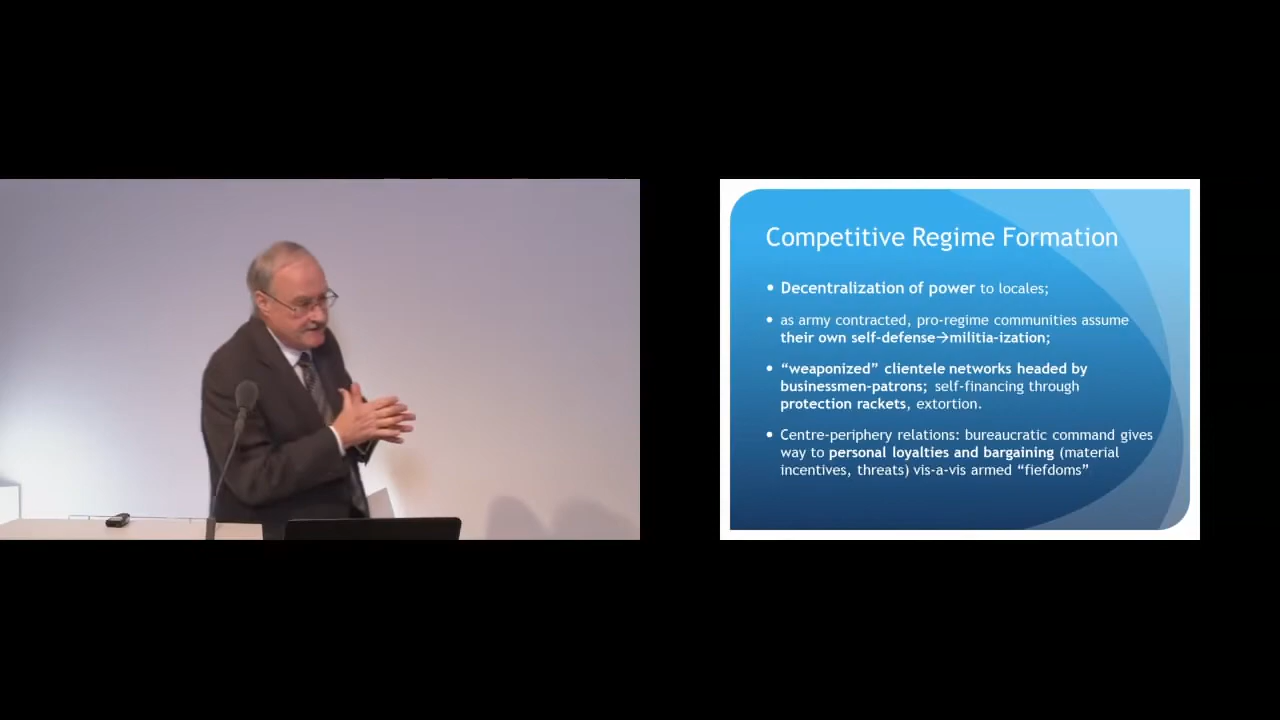 Competitive Regime Formation
• Decentralization of power to locales;
• as army contracted, pro-regime communities assume
their own self-defense→militia-ization;
• “weaponized” clientele networks headed by
businessmen-patrons; self-financing through
protection rackets, extortion.
• Centre-periphery relations: bureaucratic command gives
way to personal loyalties and bargaining (material
incentives, threats) vis-a-vis armed “fiefdoms”